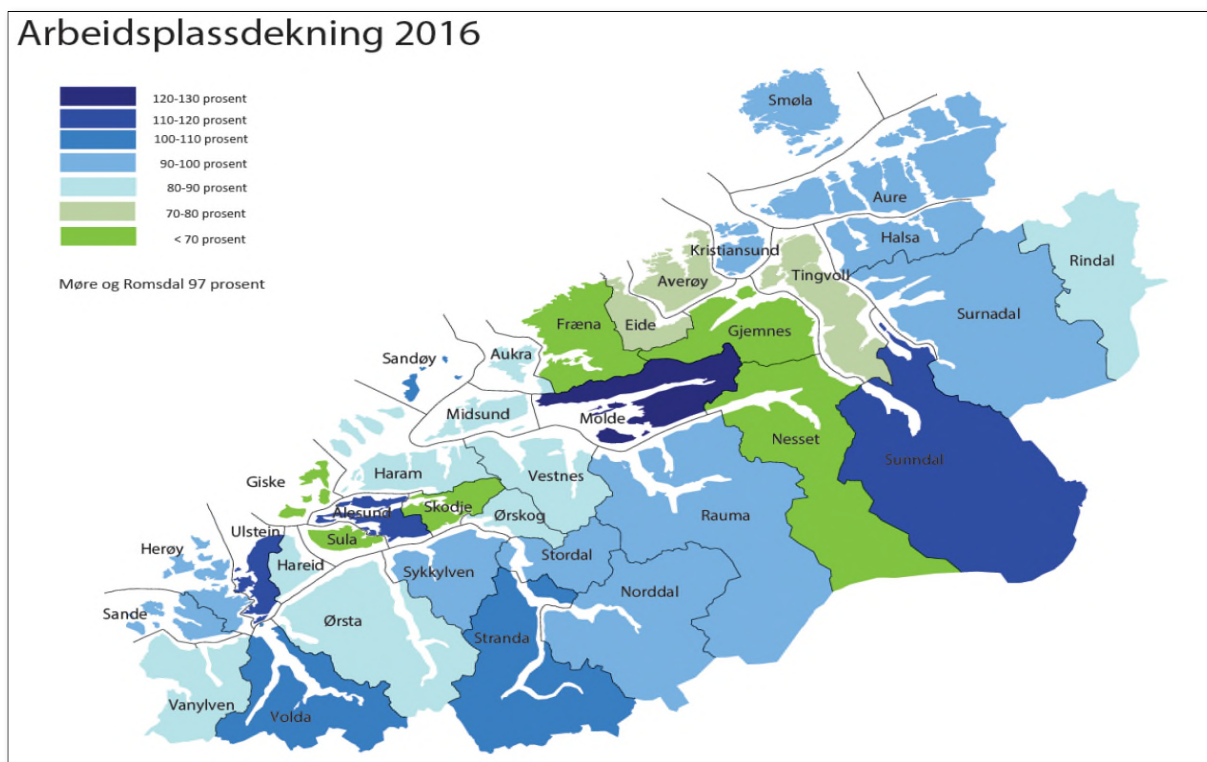 Arbeidsplassdekning 2016
120-130 prosent
110-120 prosent
100-110 prosent
90-100 prosent
80-90 prosent
70-80 prosent
< 70 prosent
Møre og Romsdal 97 prosent
Smøla
Aure
Halsa
Kristiansund
Rindal
Tingvoll
Averøy
Surnadal
Fræna
Eide
Gjemnes
Aukra
Sandøy
Midsund
Molde
Nesset
Sunndal
Haram
Vestnes
Giske
Ålesund
Skodje
Ørskog
Rauma
Ulstein
Sula
Herøy
Hareid
Stordal
Sykkylven
Norddal
Sande
Ørsta
Stranda
Vanylven
Volda